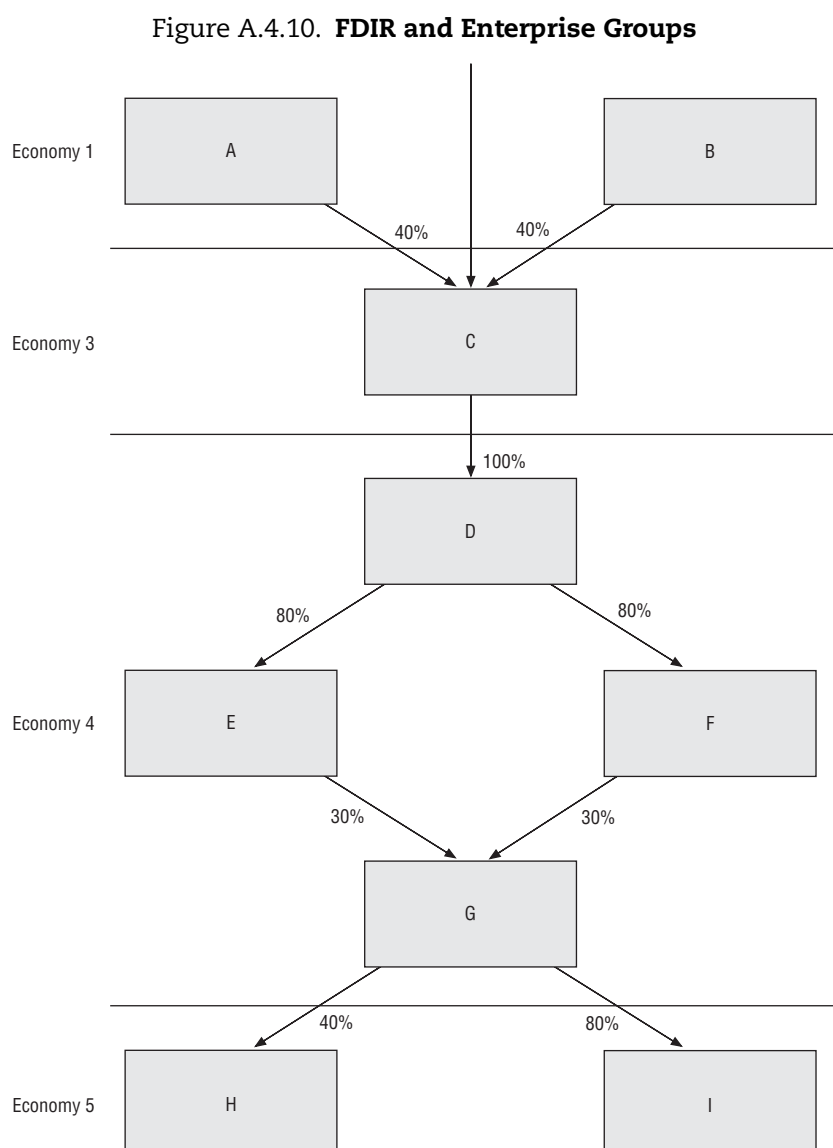 Figure A.4.10. FDIR and Enterprise Groups
Economy 1
A
B
40%
40%
Economy 3
C
100%
D
80%
80%
Economy 4
E
F
30%
30%
G
40%
80%
Economy 5
H
I